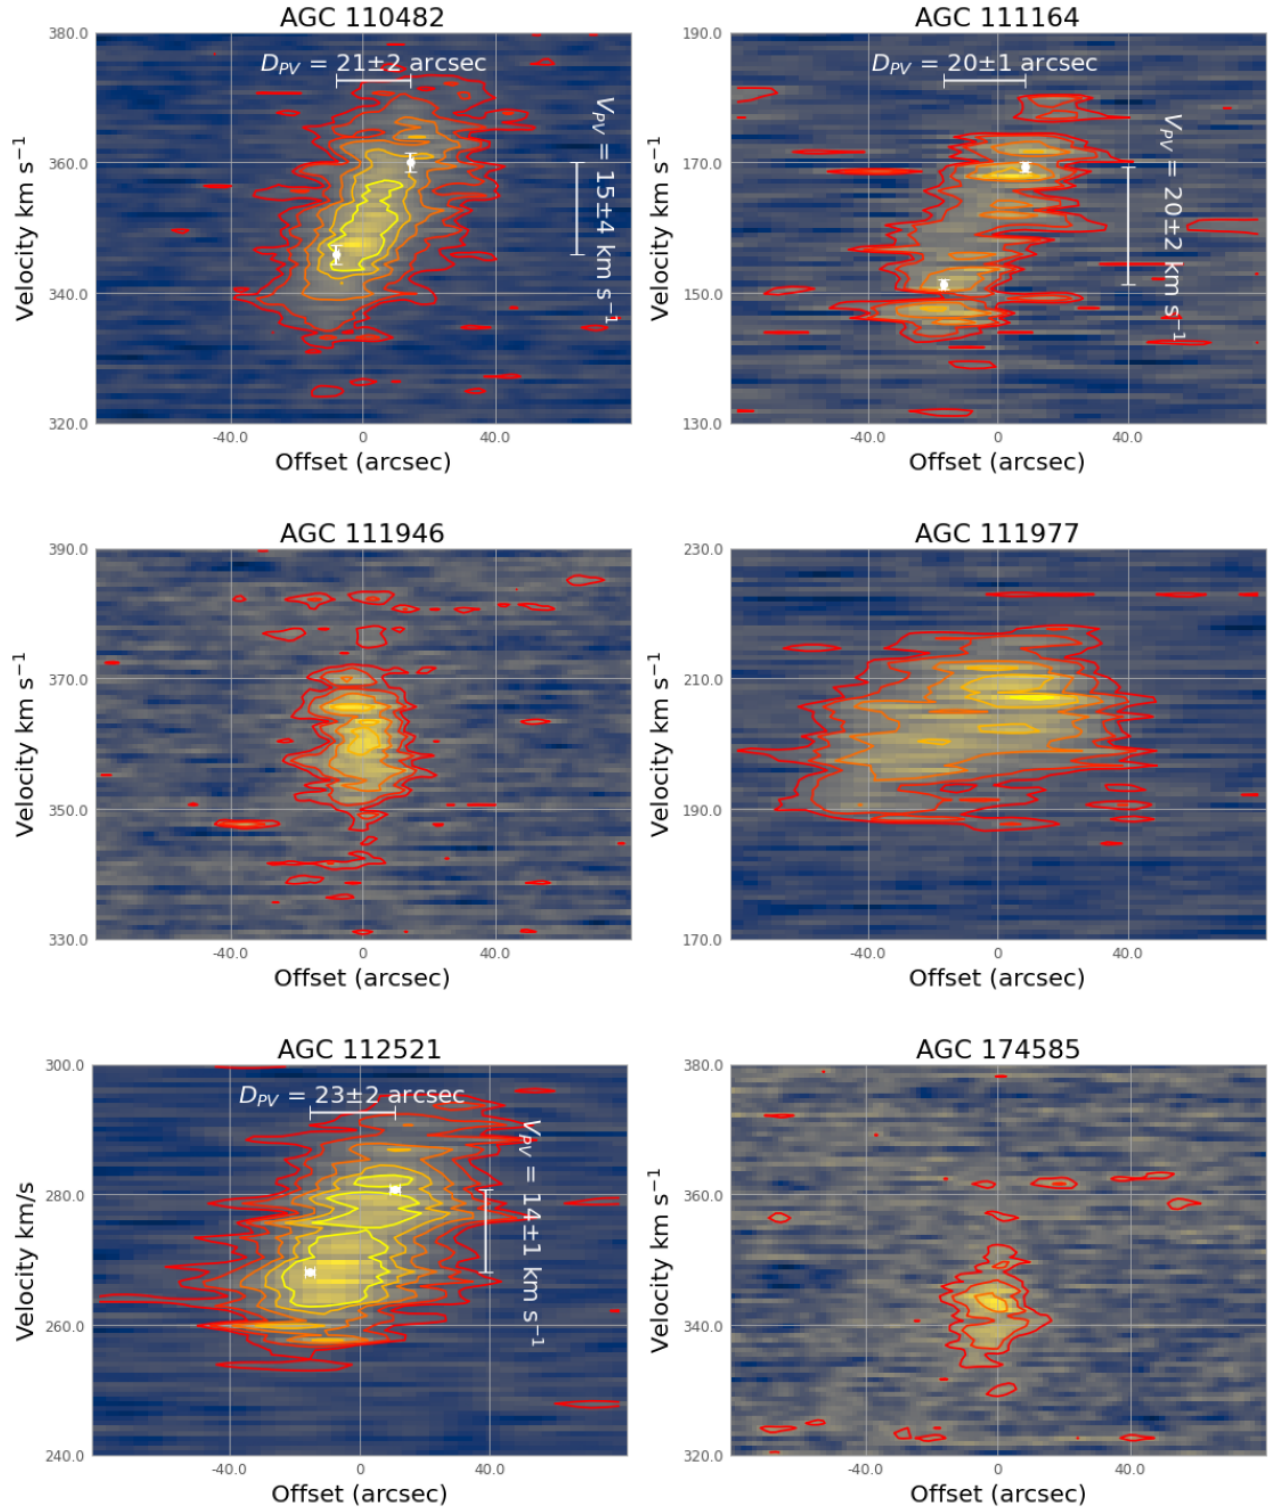 AGC 110482
380.0
360.0
340.0
320.0
Velocity km s⁻¹
D_PV = 21±2 arcsec
V_PV = 15±4 km s⁻¹
-40.0 0 40.0
Offset (arcsec)
AGC 111164
190.0
170.0
150.0
130.0
Velocity km s⁻¹
D_PV = 20±1 arcsec
V_PV = 20±2 km s⁻¹
-40.0 0 40.0
Offset (arcsec)
AGC 111946
390.0
370.0
350.0
330.0
Velocity km s⁻¹
-40.0 0 40.0
Offset (arcsec)
AGC 111977
230.0
210.0
190.0
170.0
Velocity km s⁻¹
-40.0 0 40.0
Offset (arcsec)
AGC 112521
300.0
280.0
260.0
240.0
Velocity km/s
D_PV = 23±2 arcsec
V_PV = 14±1 km s⁻¹
-40.0 0 40.0
Offset (arcsec)
AGC 174585
380.0
360.0
340.0
320.0
Velocity km s⁻¹
-40.0 0 40.0
Offset (arcsec)